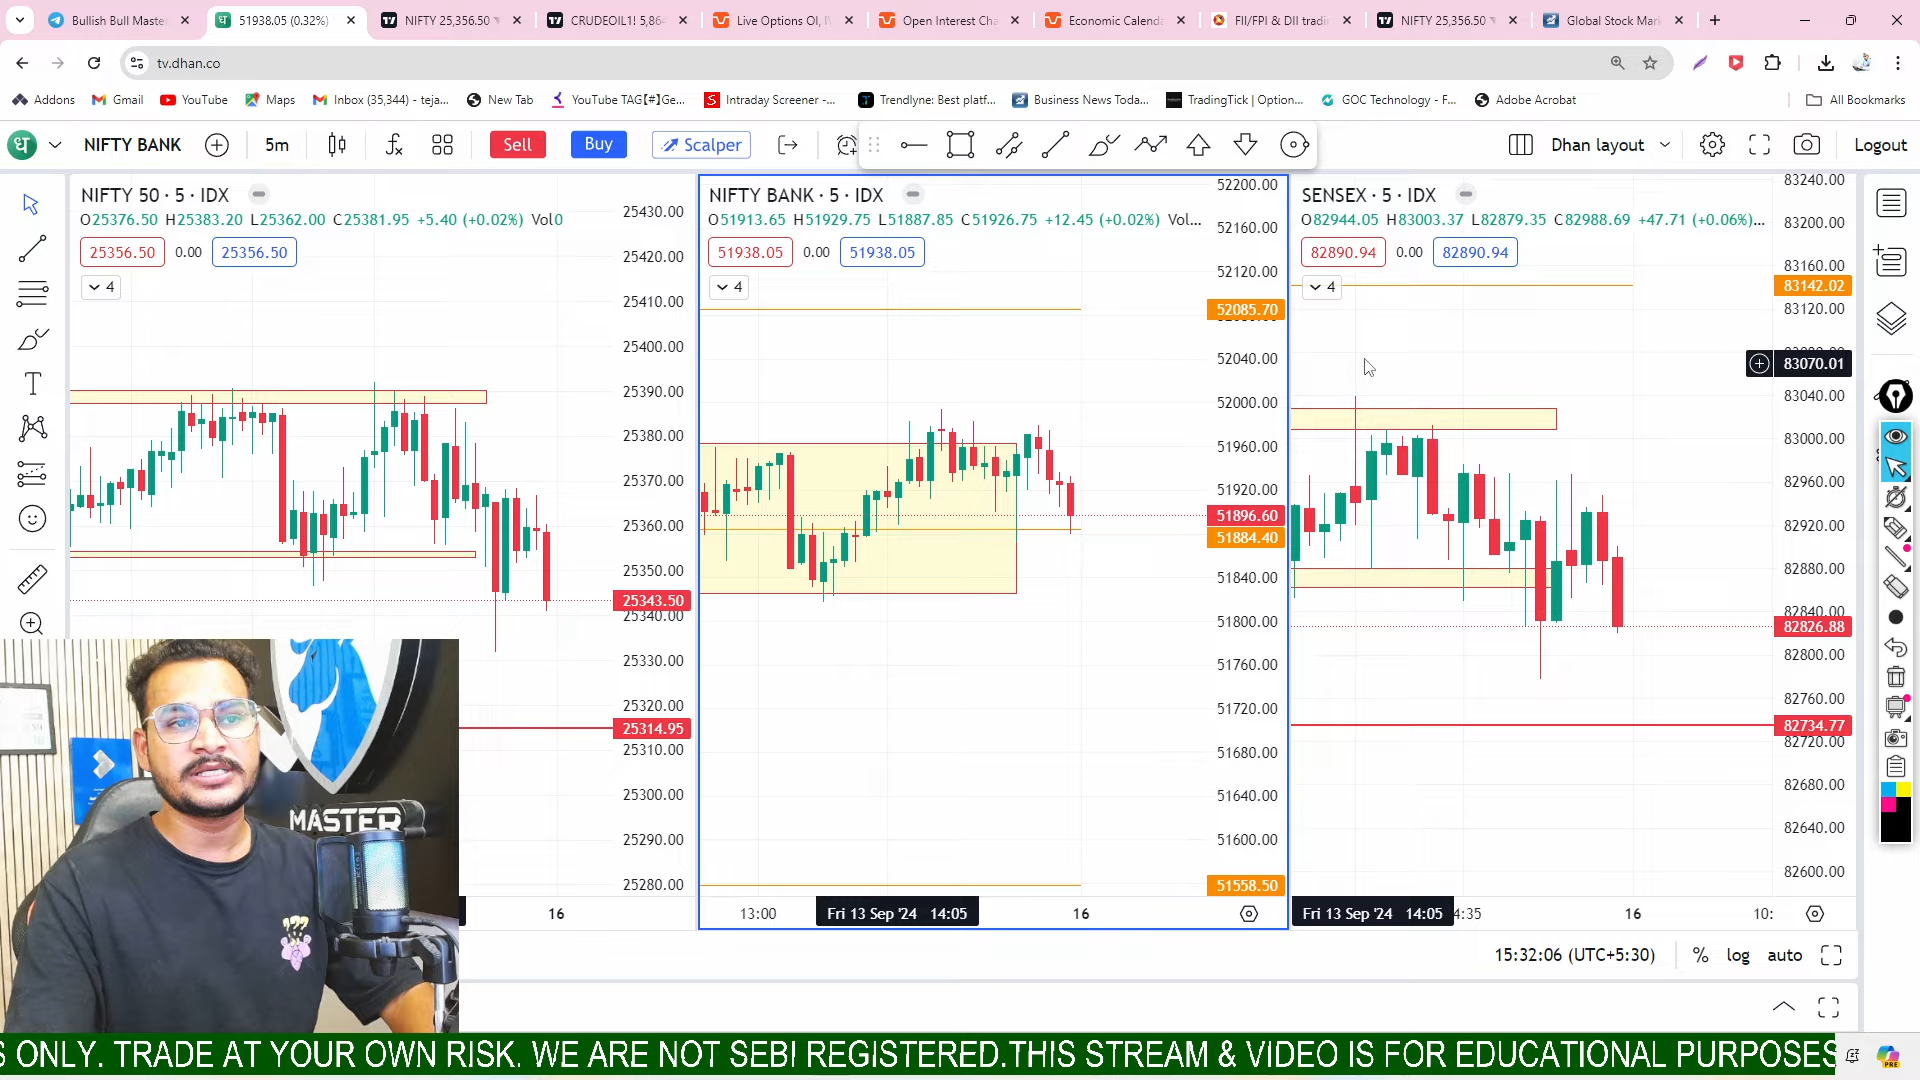 Bullish Bull Maste
51938.05 (0.32%)
NIFTY 25,356.50
CRUDEOIL1! 5,86
Live Options OI, IV
Open Interest Cha
Economic Calenda
FII/FPI & DII tradin
NIFTY 25,356.50
Global Stock Mark
tv.dhan.co
Addons
Gmail
YouTube
Maps
Inbox (35,344) - teja...
New Tab
YouTube TAG【#】Ge...
Intraday Screener -...
Trendlyne: Best platf...
Business News Toda...
TradingTick | Option...
GOC Technology - F...
Adobe Acrobat
All Bookmarks
NIFTY BANK
5m
Sell
Buy
Scalper
Dhan layout
Logout
NIFTY 50 · 5 · IDX
O25376.50 H25383.20 L25362.00 C25381.95 +5.40 (+0.02%) Vol0
25356.50 0.00 25356.50
4
25430.00
25420.00
25410.00
25400.00
25390.00
25380.00
25370.00
25360.00
25350.00
25343.50
25340.00
25330.00
25320.00
25314.95
25310.00
25300.00
25290.00
25280.00
16
NIFTY BANK · 5 · IDX
O51913.65 H51929.75 L51887.85 C51926.75 +12.45 (+0.02%) Vol...
51938.05 0.00 51938.05
4
52200.00
52160.00
52120.00
52085.70
52040.00
52000.00
51960.00
51920.00
51896.60
51884.40
51840.00
51800.00
51760.00
51720.00
51680.00
51640.00
51600.00
51558.50
13:00
Fri 13 Sep '24 14:05
16
SENSEX · 5 · IDX
O82944.05 H83003.37 L82879.35 C82988.69 +47.71 (+0.06%)...
82890.94 0.00 82890.94
4
83240.00
83200.00
83160.00
83142.02
83120.00
83070.01
83040.00
83000.00
82960.00
82920.00
82880.00
82840.00
82826.88
82800.00
82760.00
82734.77
82720.00
82680.00
82640.00
82600.00
Fri 13 Sep '24 14:05
4:35
16
10:
15:32:06 (UTC+5:30)
%
log
auto
MASTER
???
S ONLY. TRADE AT YOUR OWN RISK. WE ARE NOT SEBI REGISTERED.THIS STREAM & VIDEO IS FOR EDUCATIONAL PURPOSES
PRE